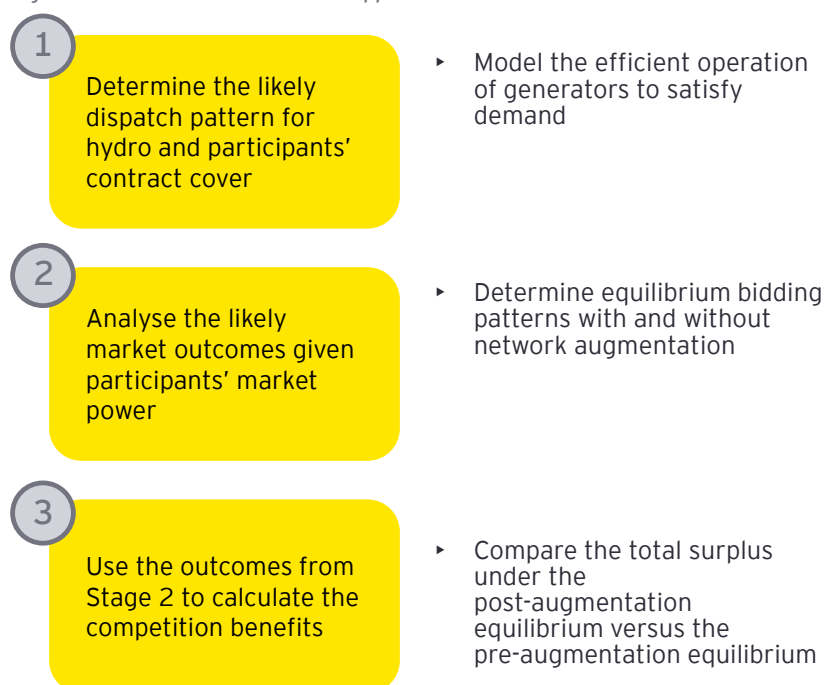 1
Determine the likely
dispatch pattern for
hydro and participants’
contract cover
‣ Model the efficient operation
of generators to satisfy
demand
2
Analyse the likely
market outcomes given
participants’ market
power
‣ Determine equilibrium bidding
patterns with and without
network augmentation
3
Use the outcomes from
Stage 2 to calculate the
competition benefits
‣ Compare the total surplus
under the
post-augmentation
equilibrium versus the
pre-augmentation equilibrium